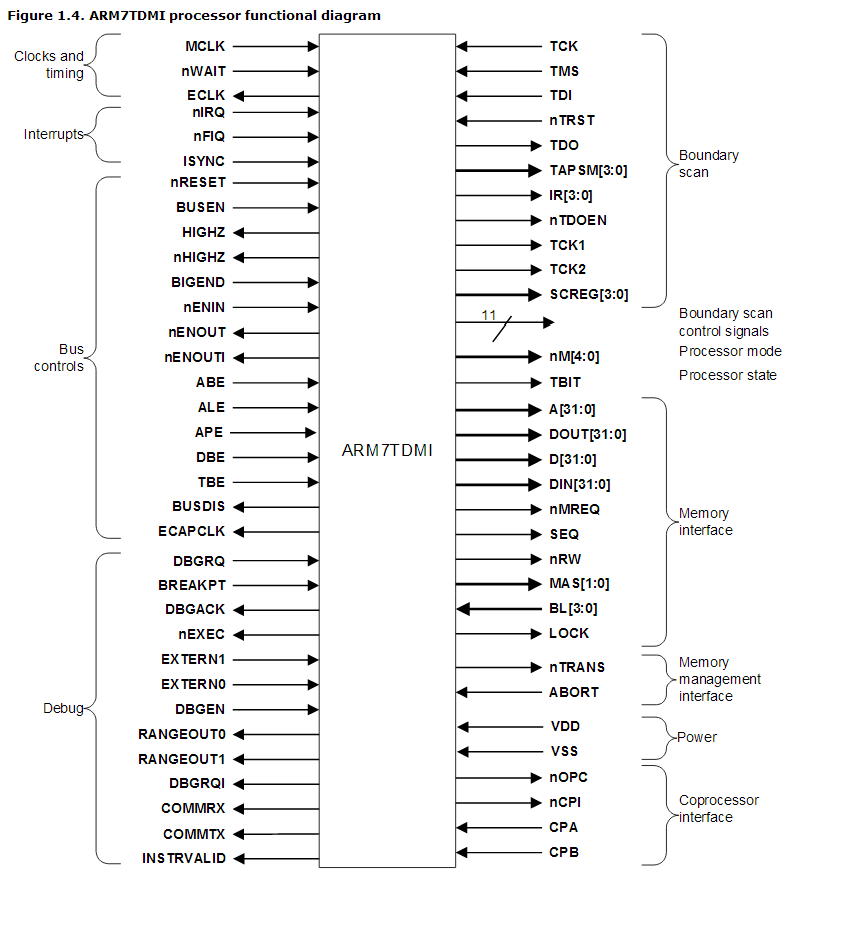 Figure 1.4. ARM7TDMI processor functional diagram
Clocks and
timing
MCLK
nWAIT
ECLK
Interrupts
nIRQ
nFIQ
ISYNC
Bus
controls
nRESET
BUSEN
HIGHZ
nHIGHZ
BIGEND
nENIN
nENOUT
nENOUTI
ABE
ALE
APE
DBE
TBE
BUSDIS
ECAPCLK
Debug
DBGRQ
BREAKPT
DBGACK
nEXEC
EXTERN1
EXTERN0
DBGEN
RANGEOUT0
RANGEOUT1
DBGRQI
COMMRX
COMMTX
INSTRVALID
ARM7TDMI
TCK
TMS
TDI
nTRST
TDO
TAPSM[3:0]
IR[3:0]
nTDOEN
TCK1
TCK2
SCREG[3:0]
Boundary
scan
11
Boundary scan
control signals
nM[4:0]
Processor mode
TBIT
Processor state
A[31:0]
DOUT[31:0]
D[31:0]
DIN[31:0]
nMREQ
SEQ
nRW
MAS[1:0]
BL[3:0]
LOCK
Memory
interface
nTRANS
ABORT
Memory
management
interface
VDD
VSS
Power
nOPC
nCPI
CPA
CPB
Coprocessor
interface